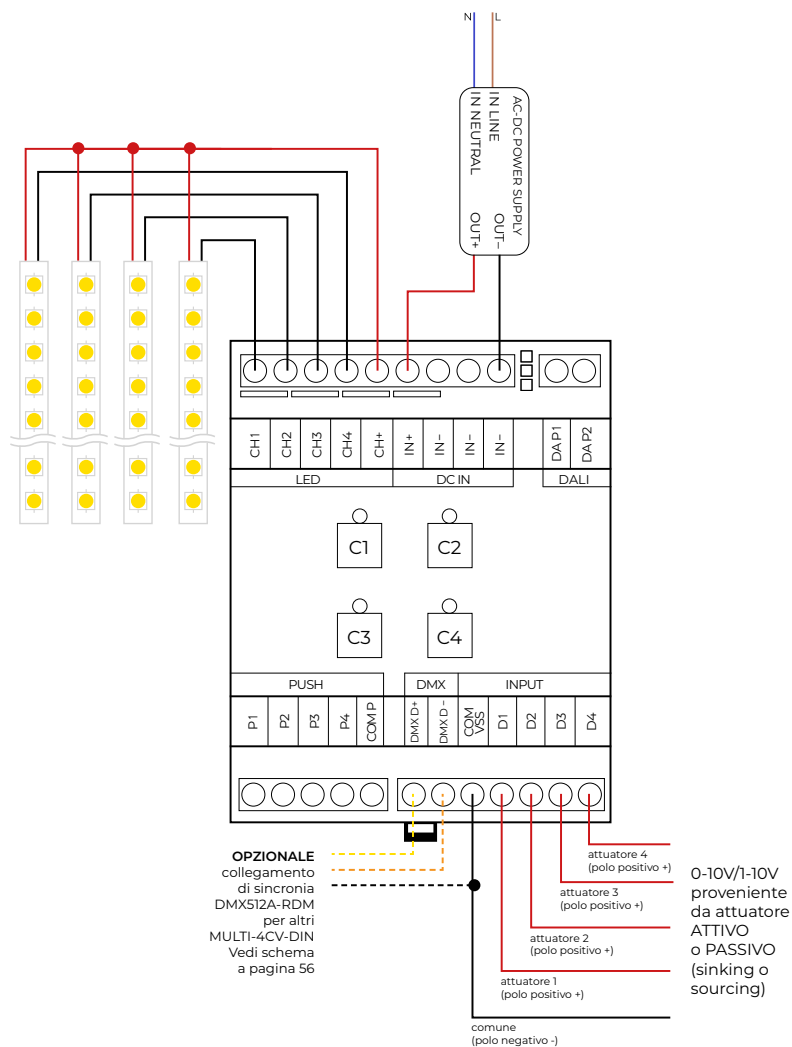 N
L
AC-DC POWER SUPPLY
IN LINE
IN NEUTRAL
OUT+
OUT–
CH1
CH2
CH3
CH4
CH+
IN+
IN –
IN –
IN –
DA P1
DA P2
LED
DC IN
DALI
C1
C2
C3
C4
PUSH
DMX
INPUT
P1
P2
P3
P4
COM P
DMX D+
DMX D –
COM
VSS
D1
D2
D3
D4
OPZIONALE
collegamento
di sincronia
DMX512A-RDM
per altri
MULTI-4CV-DIN
Vedi schema
a pagina 56
attuatore 4
(polo positivo +)
attuatore 3
(polo positivo +)
attuatore 2
(polo positivo +)
attuatore 1
(polo positivo +)
comune
(polo negativo -)
0-10V/1-10V
proveniente
da attuatore
ATTIVO
o PASSIVO
(sinking o
sourcing)